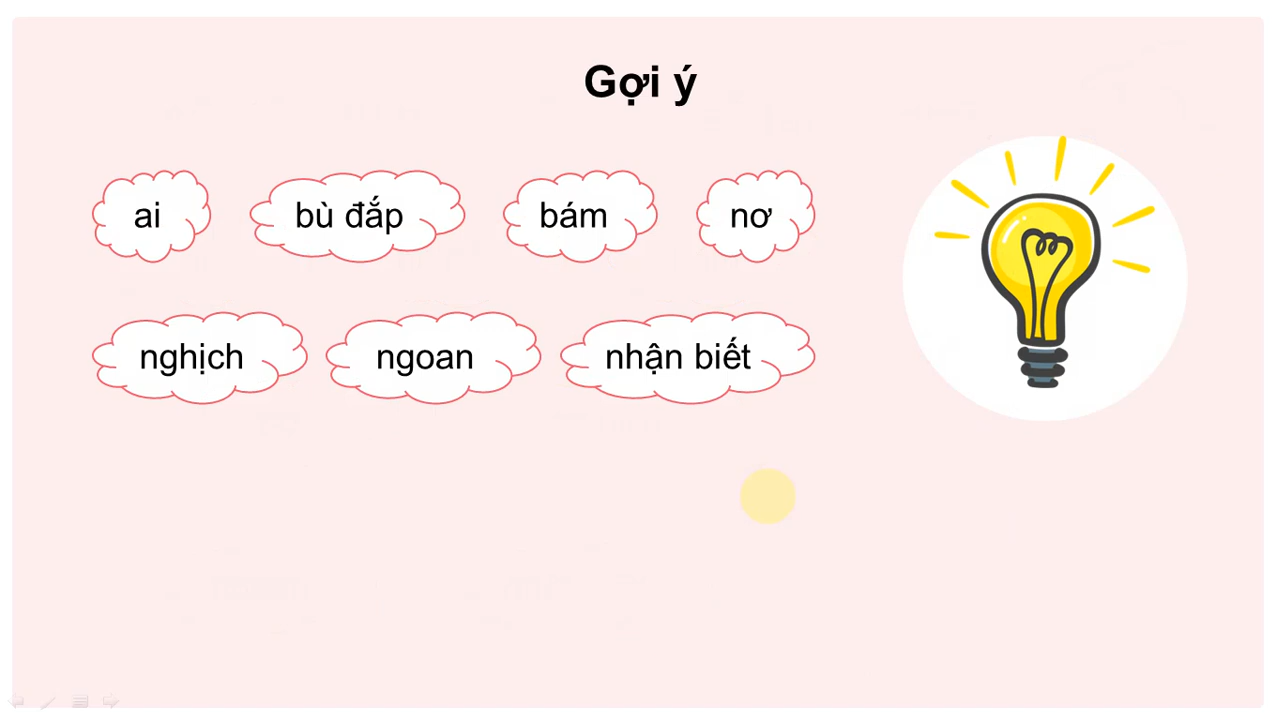 Gợi ý
ai bù đắp bám nơ
nghịch ngoan nhận biết